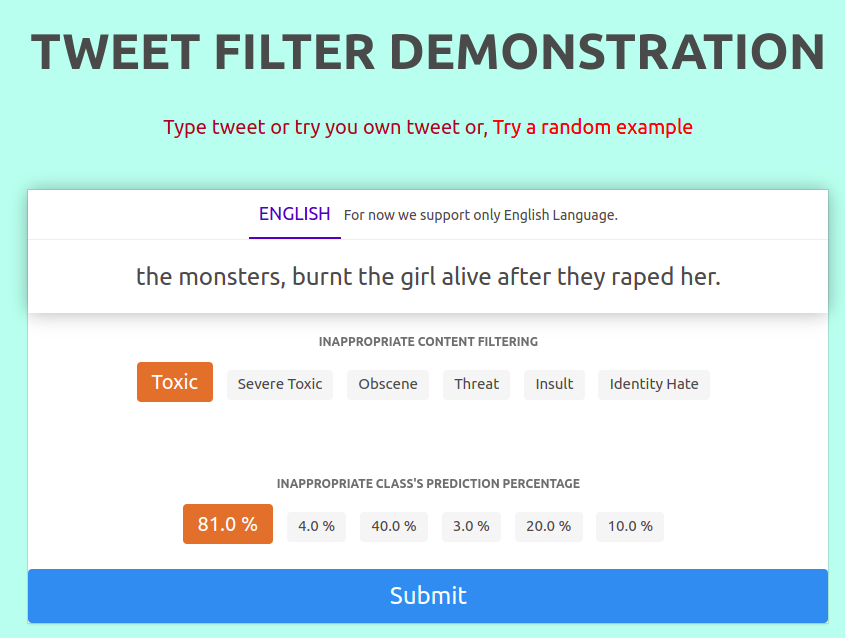 TWEET FILTER DEMONSTRATION
Type tweet or try you own tweet or, Try a random example
ENGLISH For now we support only English Language.
the monsters, burnt the girl alive after they raped her.
INAPPROPRIATE CONTENT FILTERING
Toxic Severe Toxic Obscene Threat Insult Identity Hate
INAPPROPRIATE CLASS'S PREDICTION PERCENTAGE
81.0 % 4.0 % 40.0 % 3.0 % 20.0 % 10.0 %
Submit